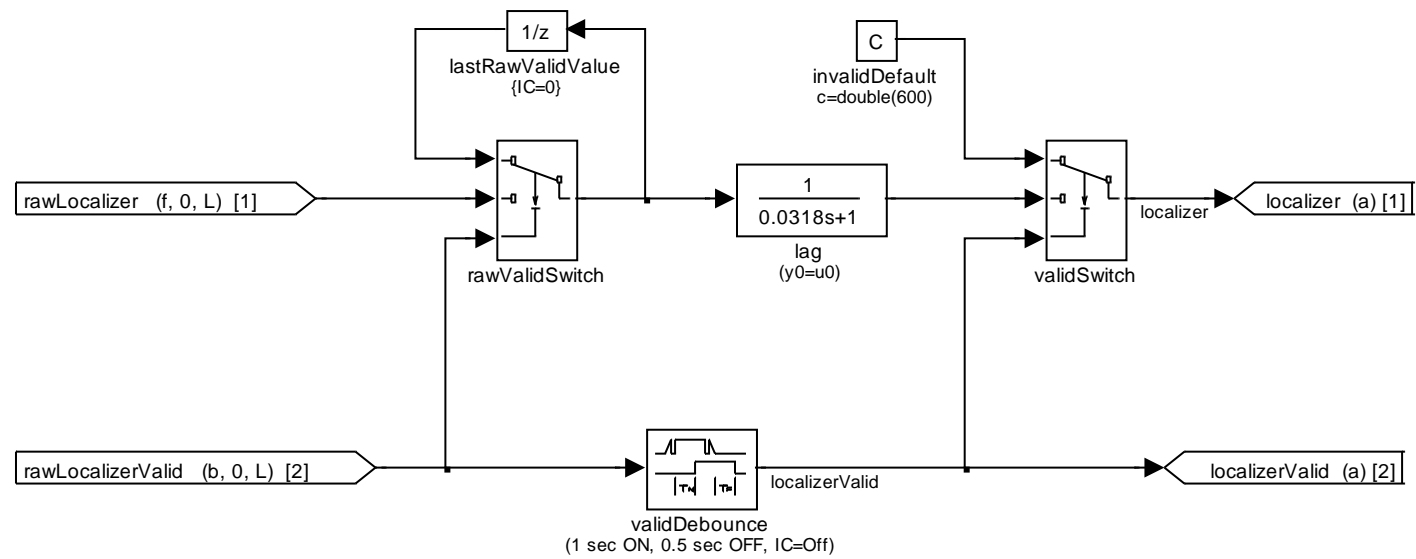 1/z
lastRawValidValue
{IC=0}
C
invalidDefault
c=double(600)
rawLocalizer (f, 0, L) [1]
rawValidSwitch
1
0.0318s+1
lag
(y0=u0)
validSwitch
localizer
localizer (a) [1]
rawLocalizerValid (b, 0, L) [2]
TN
validDebounce
(1 sec ON, 0.5 sec OFF, IC=Off)
localizerValid
localizerValid (a) [2]